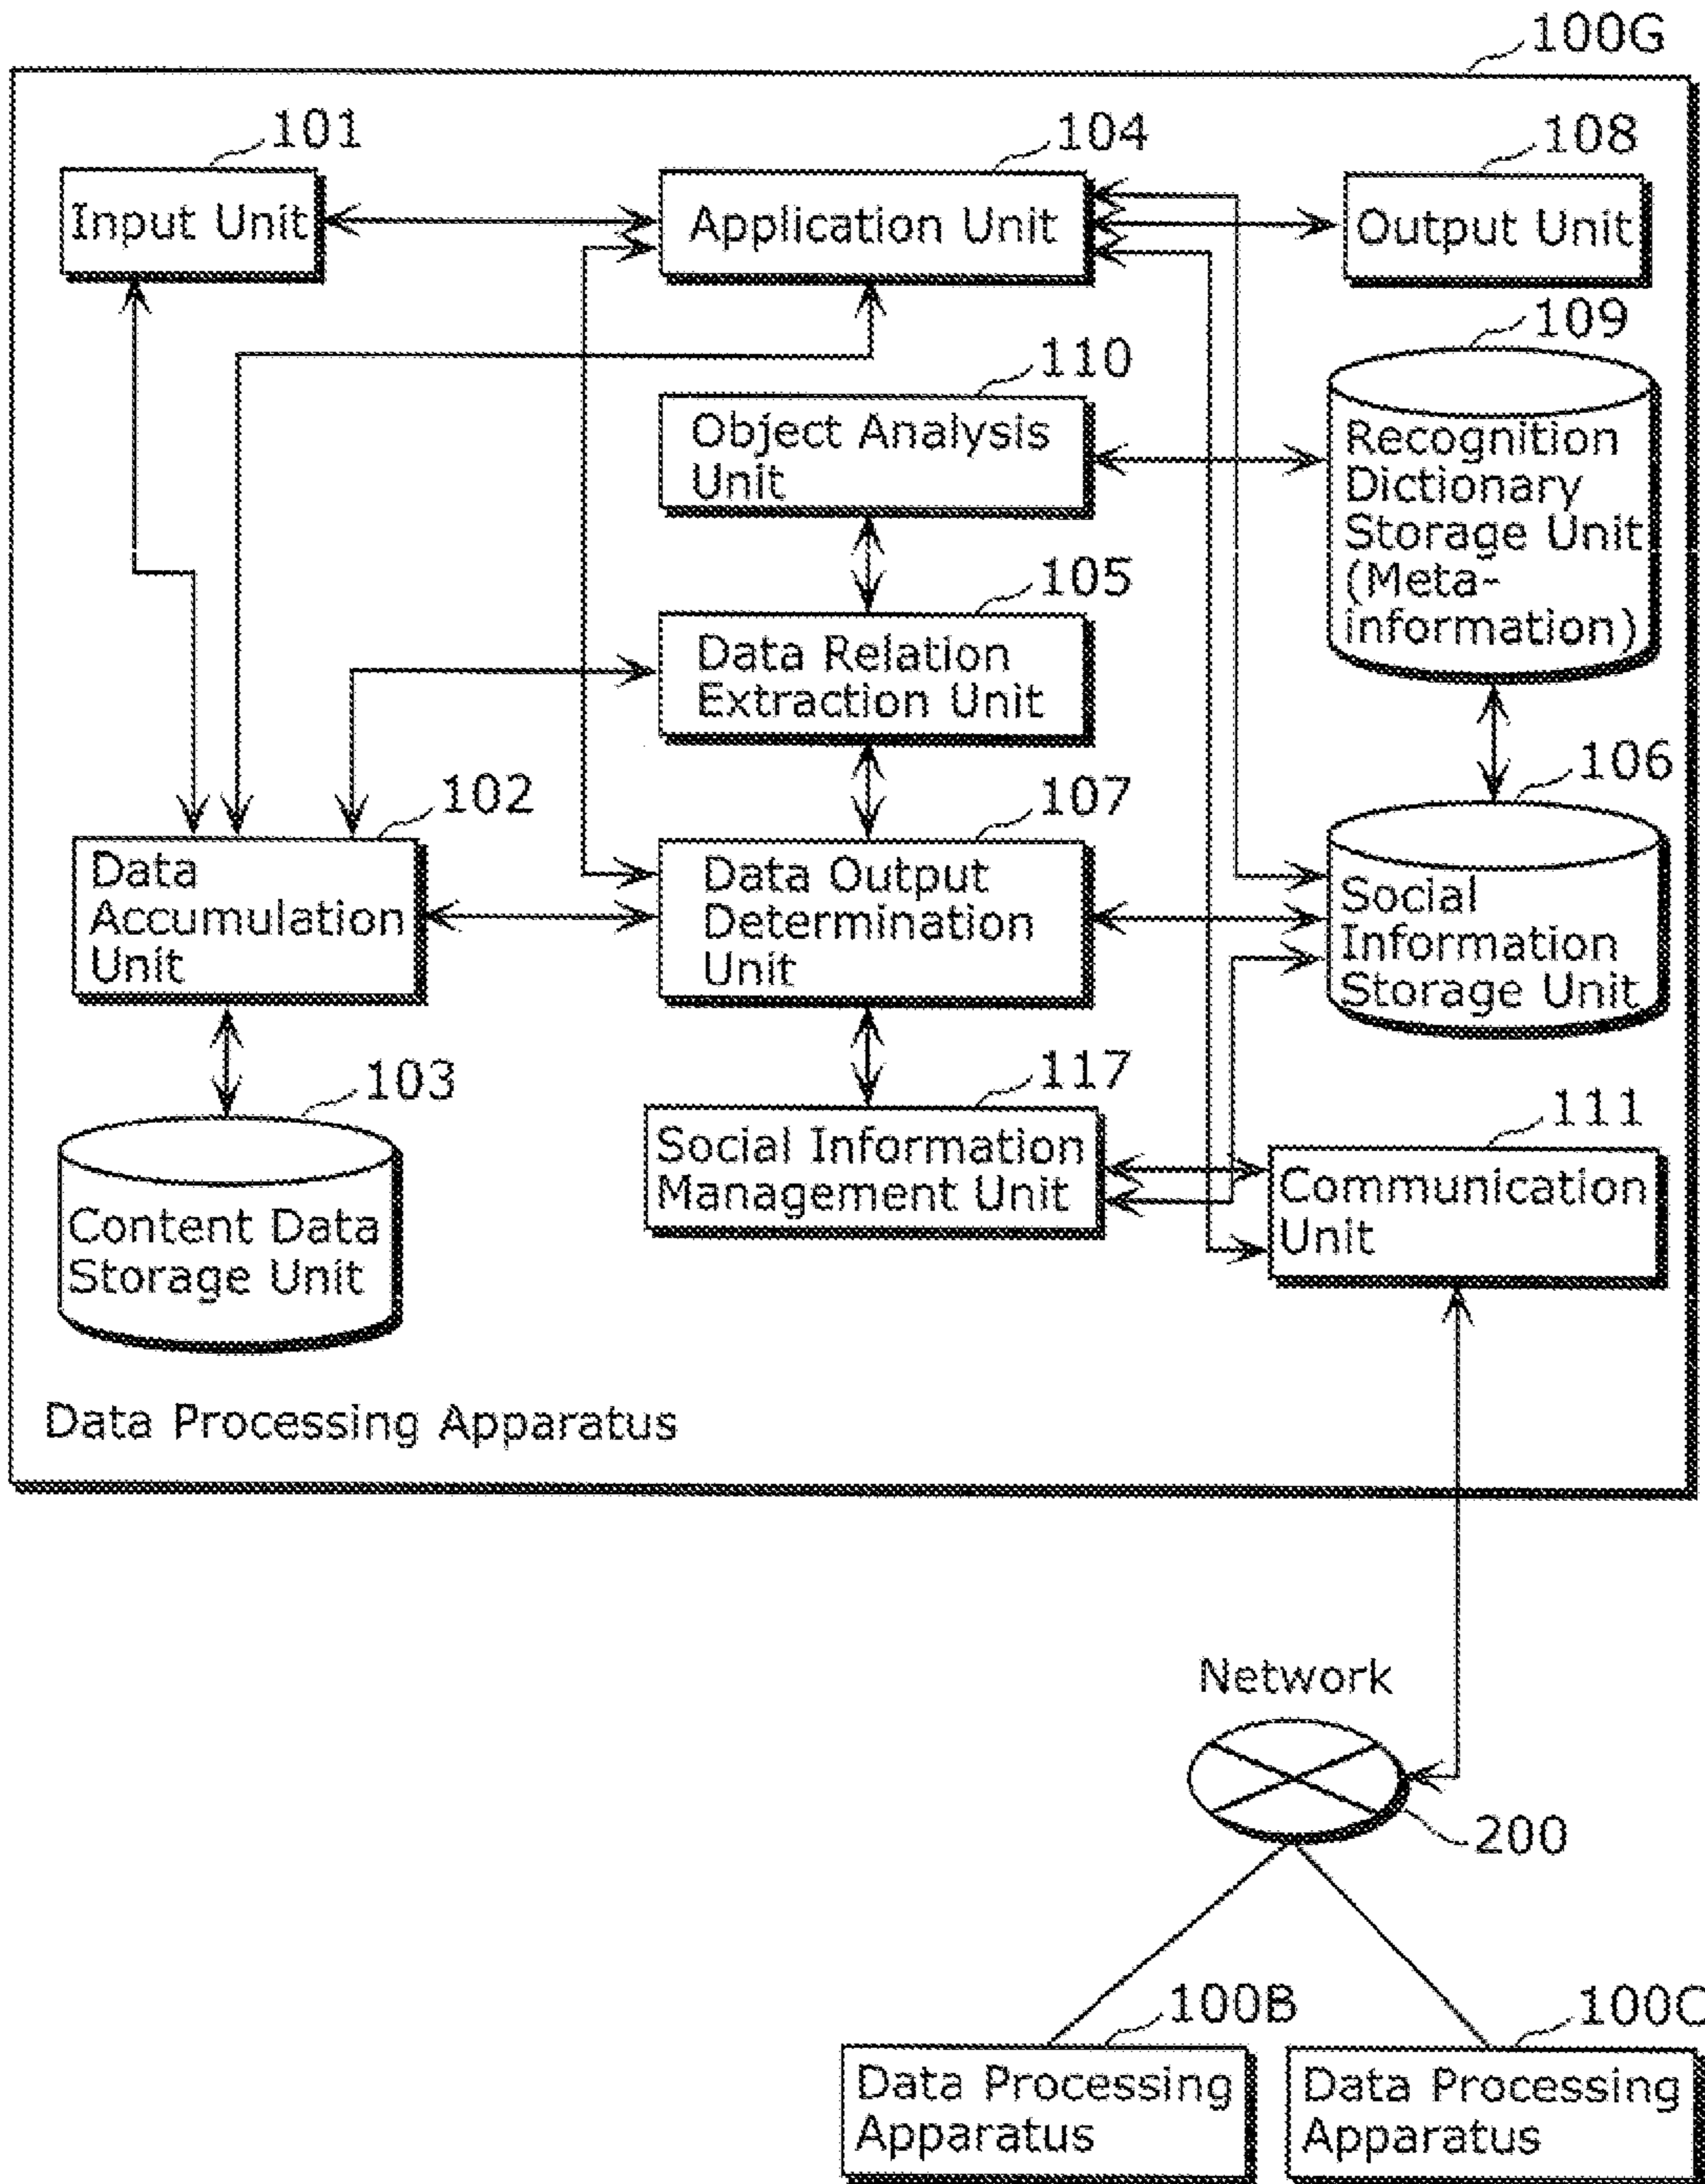 100G
101
104
108
Input Unit
Application Unit
Output Unit
109
110
Object Analysis
Unit
Recognition
Dictionary
Storage Unit
(Meta-
information)
105
Data Relation
Extraction Unit
102
107
106
Data
Accumulation
Unit
Data Output
Determination
Unit
Social
Information
Storage Unit
103
117
111
Content Data
Storage Unit
Social Information
Management Unit
Communication
Unit
Data Processing Apparatus
Network
200
100B
100C
Data Processing
Apparatus
Data Processing
Apparatus